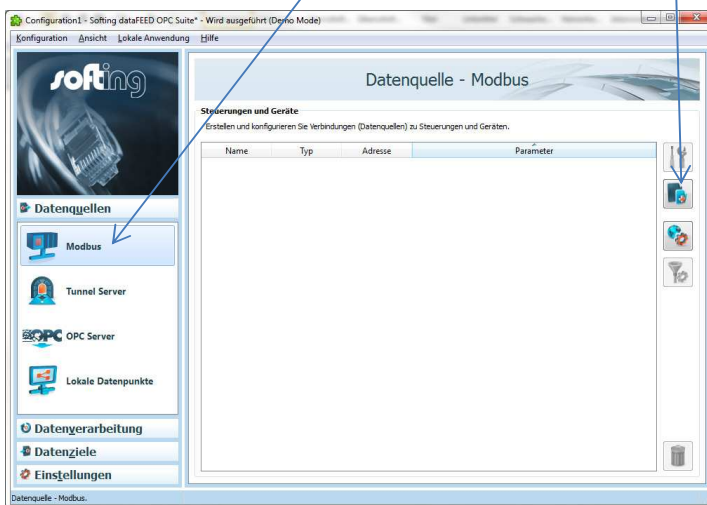 Configuration1 - Softing dataFEED OPC Suite* - Wird ausgeführt (Demo Mode)
Konfiguration Ansicht Lokale Anwendung Hilfe
softing
Datenquelle - Modbus
Steuerungen und Geräte
Erstellen und konfigurieren Sie Verbindungen (Datenquellen) zu Steuerungen und Geräten.
Name Typ Adresse Parameter
Datenquellen
Modbus
Tunnel Server
OPC OPC Server
Lokale Datenpunkte
Datenverarbeitung
Datenziele
Einstellungen
Datenquelle - Modbus.